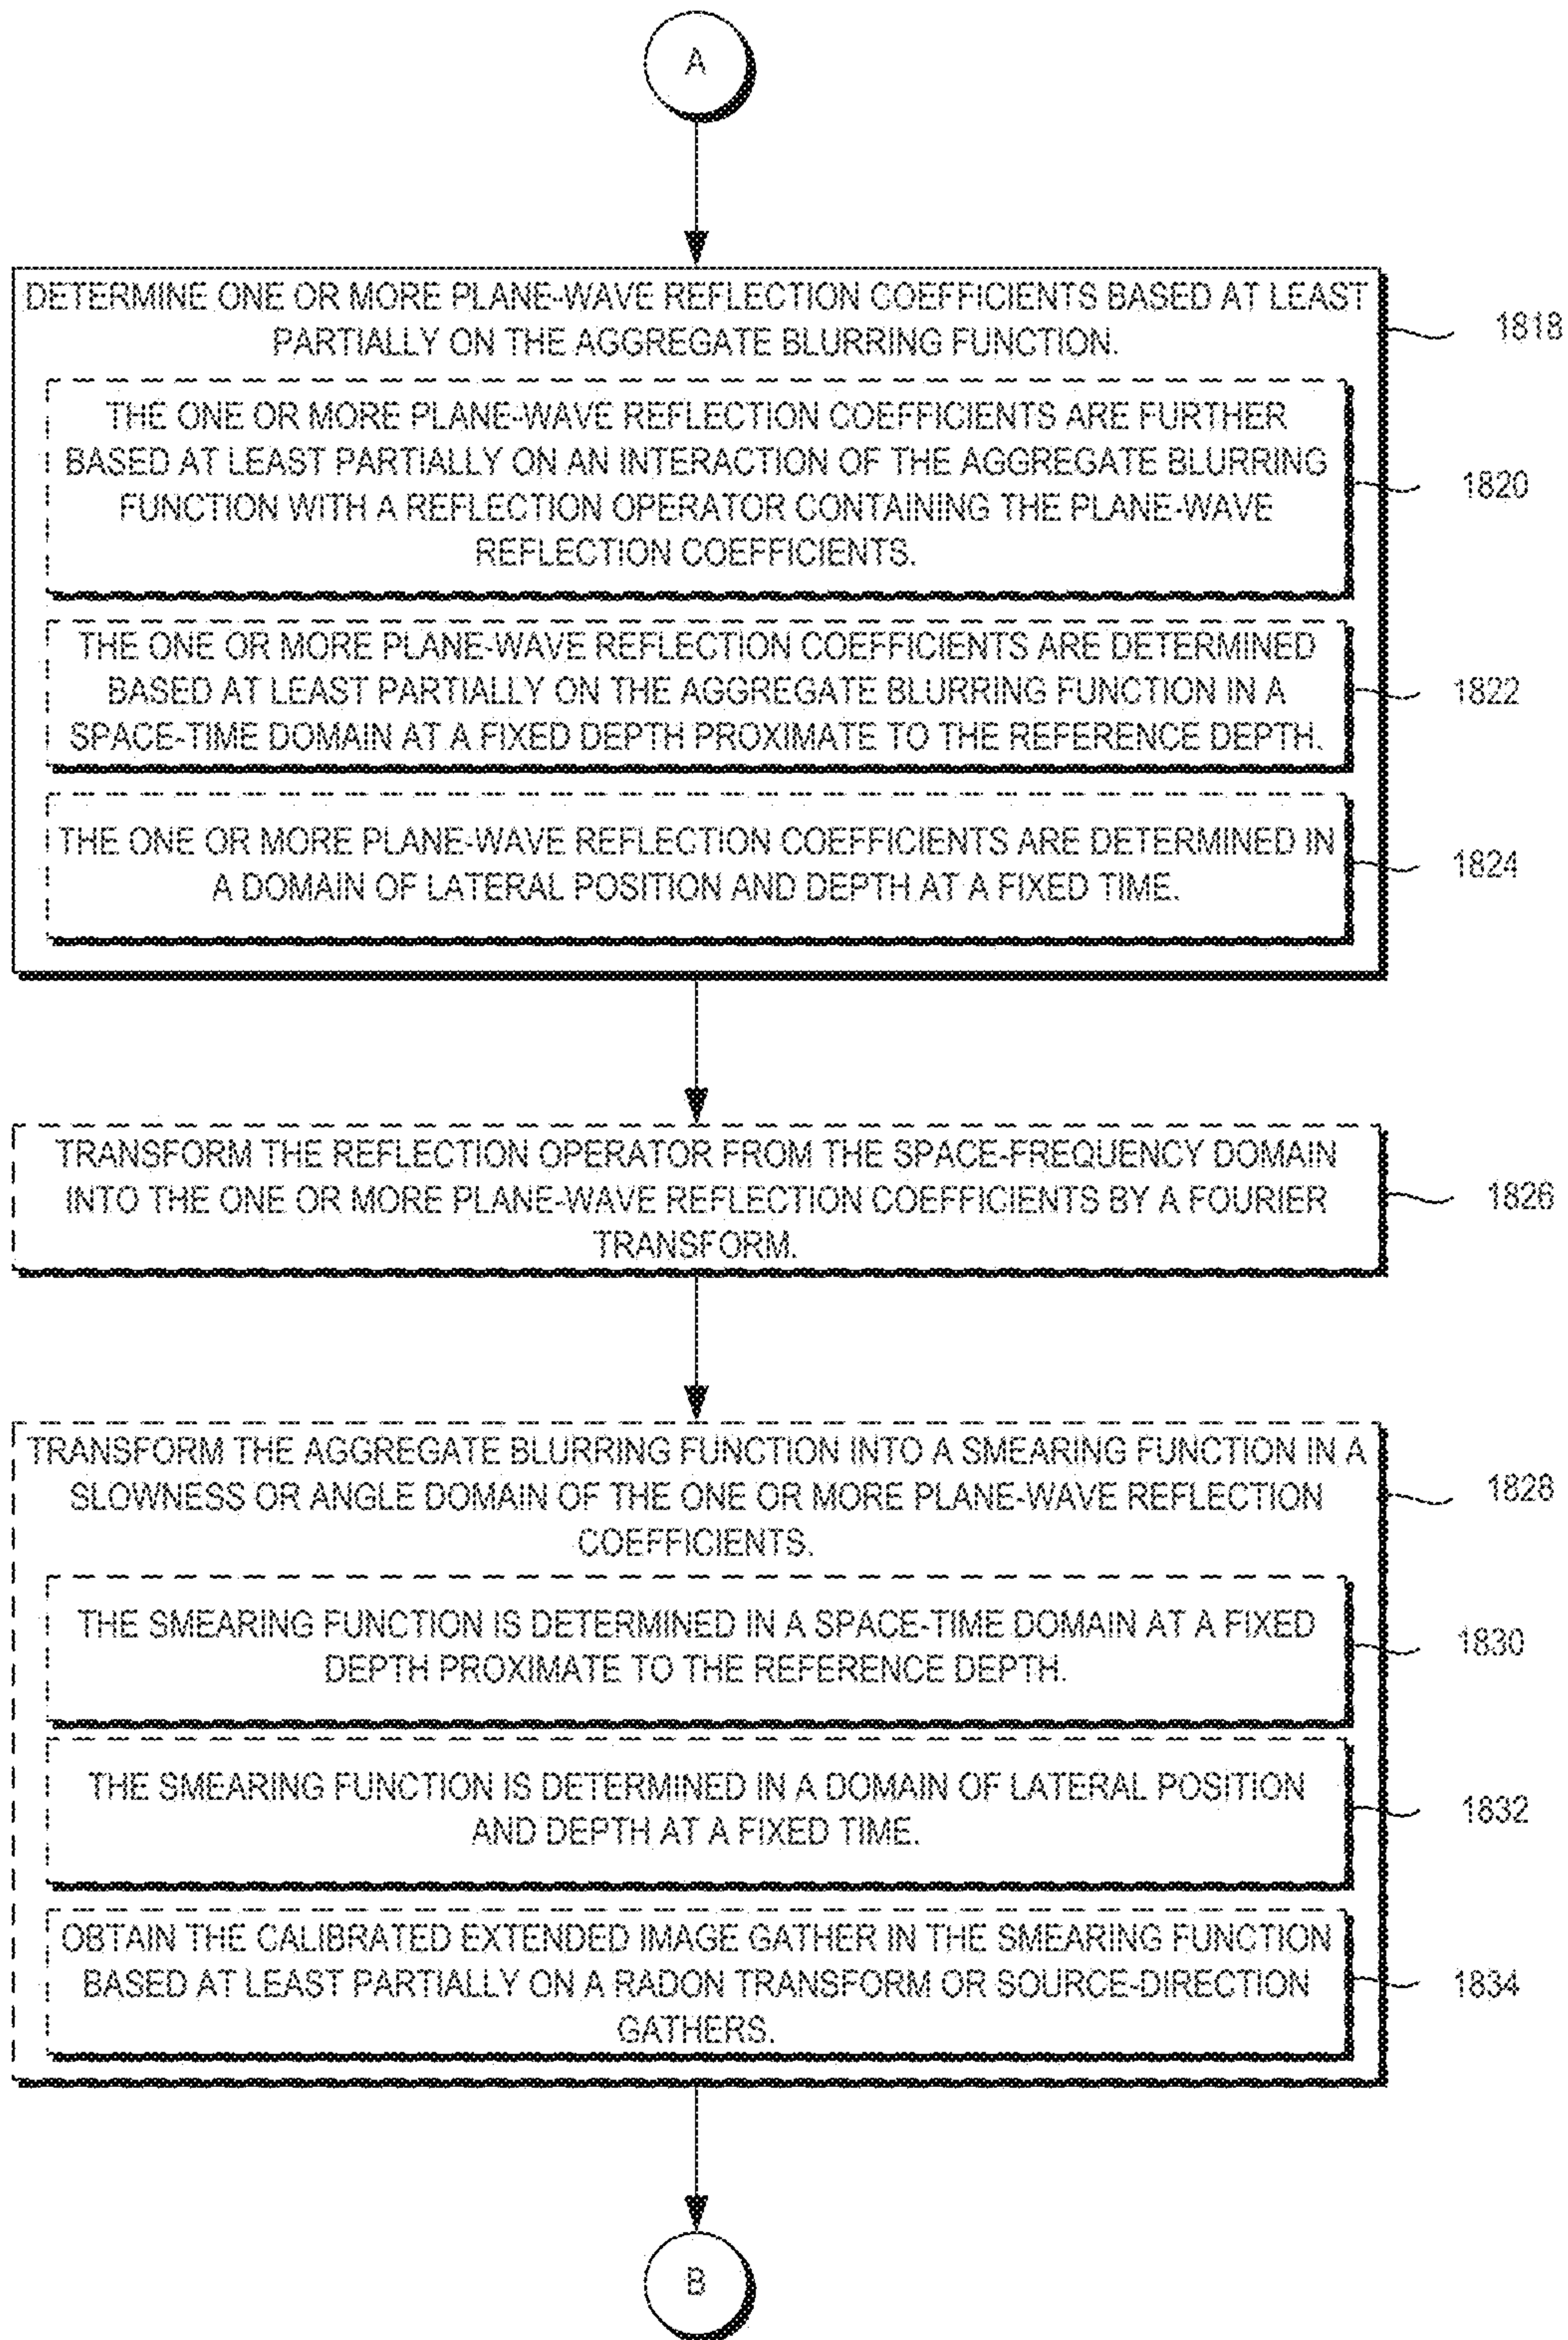 A
DETERMINE ONE OR MORE PLANE-WAVE REFLECTION COEFFICIENTS BASED AT LEAST
PARTIALLY ON THE AGGREGATE BLURRING FUNCTION.
1818
THE ONE OR MORE PLANE-WAVE REFLECTION COEFFICIENTS ARE FURTHER
BASED AT LEAST PARTIALLY ON AN INTERACTION OF THE AGGREGATE BLURRING
FUNCTION WITH A REFLECTION OPERATOR CONTAINING THE PLANE-WAVE
REFLECTION COEFFICIENTS.
1820
THE ONE OR MORE PLANE-WAVE REFLECTION COEFFICIENTS ARE DETERMINED
BASED AT LEAST PARTIALLY ON THE AGGREGATE BLURRING FUNCTION IN A
SPACE-TIME DOMAIN AT A FIXED DEPTH PROXIMATE TO THE REFERENCE DEPTH.
1822
THE ONE OR MORE PLANE-WAVE REFLECTION COEFFICIENTS ARE DETERMINED IN
A DOMAIN OF LATERAL POSITION AND DEPTH AT A FIXED TIME.
1824
TRANSFORM THE REFLECTION OPERATOR FROM THE SPACE-FREQUENCY DOMAIN
INTO THE ONE OR MORE PLANE-WAVE REFLECTION COEFFICIENTS BY A FOURIER
TRANSFORM.
1826
TRANSFORM THE AGGREGATE BLURRING FUNCTION INTO A SMEARING FUNCTION IN A
SLOWNESS OR ANGLE DOMAIN OF THE ONE OR MORE PLANE-WAVE REFLECTION
COEFFICIENTS.
1828
THE SMEARING FUNCTION IS DETERMINED IN A SPACE-TIME DOMAIN AT A FIXED
DEPTH PROXIMATE TO THE REFERENCE DEPTH.
1830
THE SMEARING FUNCTION IS DETERMINED IN A DOMAIN OF LATERAL POSITION
AND DEPTH AT A FIXED TIME.
1832
OBTAIN THE CALIBRATED EXTENDED IMAGE GATHER IN THE SMEARING FUNCTION
BASED AT LEAST PARTIALLY ON A RADON TRANSFORM OR SOURCE-DIRECTION
GATHERS.
1834
B